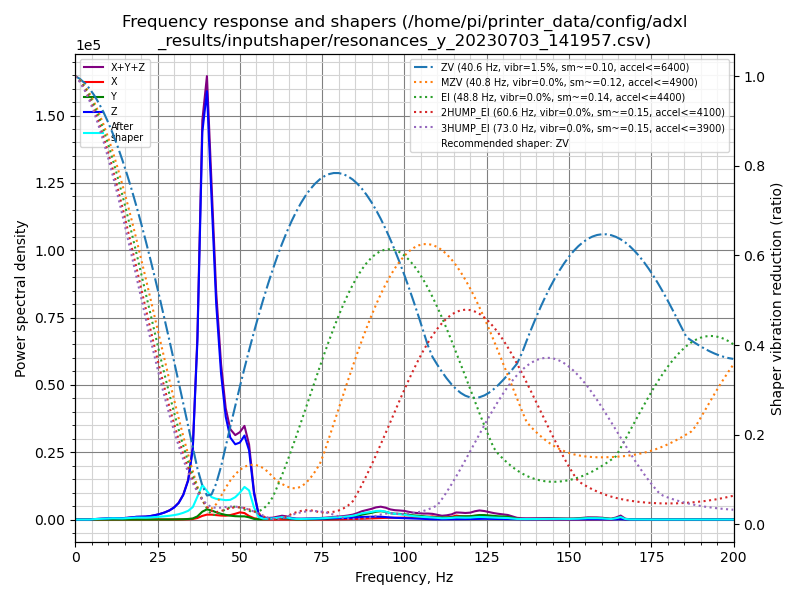 Frequency response and shapers (/home/pi/printer_data/config/adxl
_results/inputshaper/resonances_y_20230703_141957.csv)
1e5
X+Y+Z
X
Y
Z
After
shaper
ZV (40.6 Hz, vibr=1.5%, sm~=0.10, accel<=6400)
MZV (40.8 Hz, vibr=0.0%, sm~=0.12, accel<=4900)
EI (48.8 Hz, vibr=0.0%, sm~=0.14, accel<=4400)
2HUMP_EI (60.6 Hz, vibr=0.0%, sm~=0.15, accel<=4100)
3HUMP_EI (73.0 Hz, vibr=0.0%, sm~=0.15, accel<=3900)
Recommended shaper: ZV
1.50
1.25
1.00
0.75
0.50
0.25
0.00
Power spectral density
1.0
0.8
0.6
0.4
0.2
0.0
Shaper vibration reduction (ratio)
0
25
50
75
100
125
150
175
200
Frequency, Hz